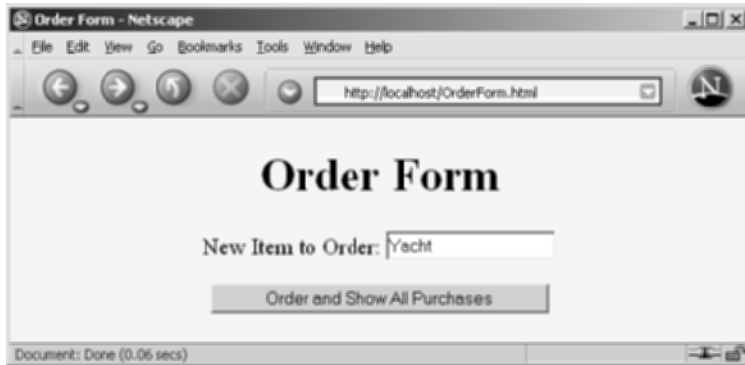 Order Form - Netscape
File Edit View Go Bookmarks Tools Window Help
http://localhost/OrderForm.html
N
Order Form
New Item to Order: Yacht
Order and Show All Purchases
Document: Done (0.06 secs)